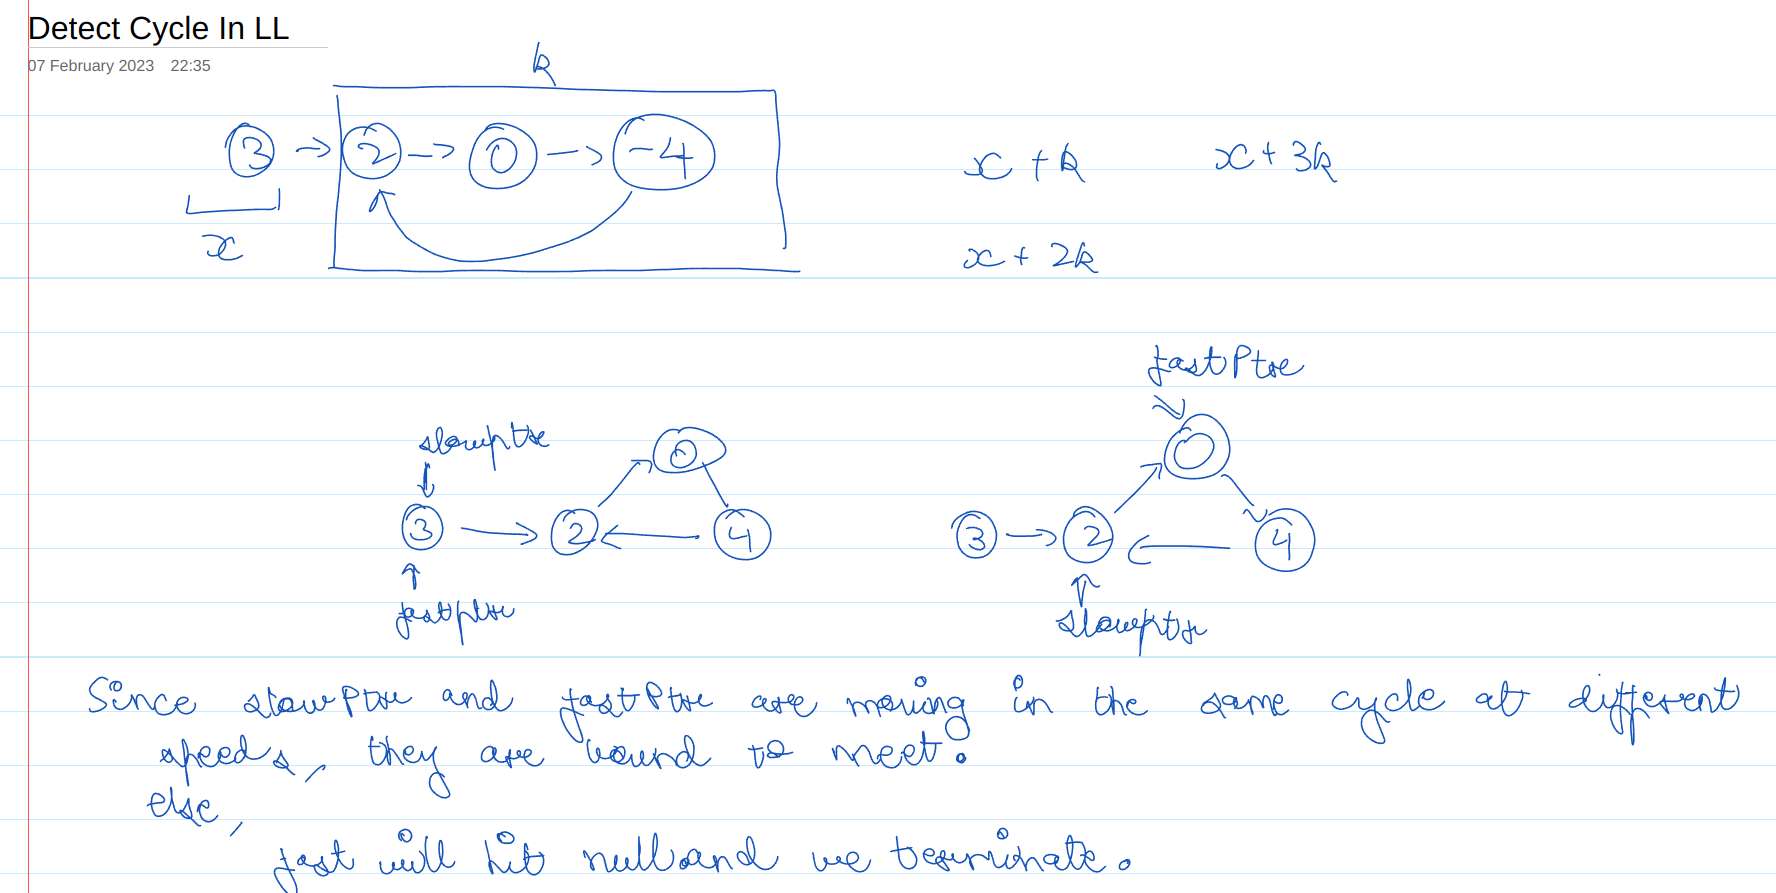 Detect Cycle In LL
07 February 2023 22:35
k
3 2 0 -4
x
x + k x + 3k
x + 2k
fastPtr
slowptr
0 0
3 2 4 3 2 4
fastptr slowptr
Since slowPtr and fastPtr are moving in the same cycle at different
speeds, they are bound to meet.
else,
fast will hit null and we terminate.